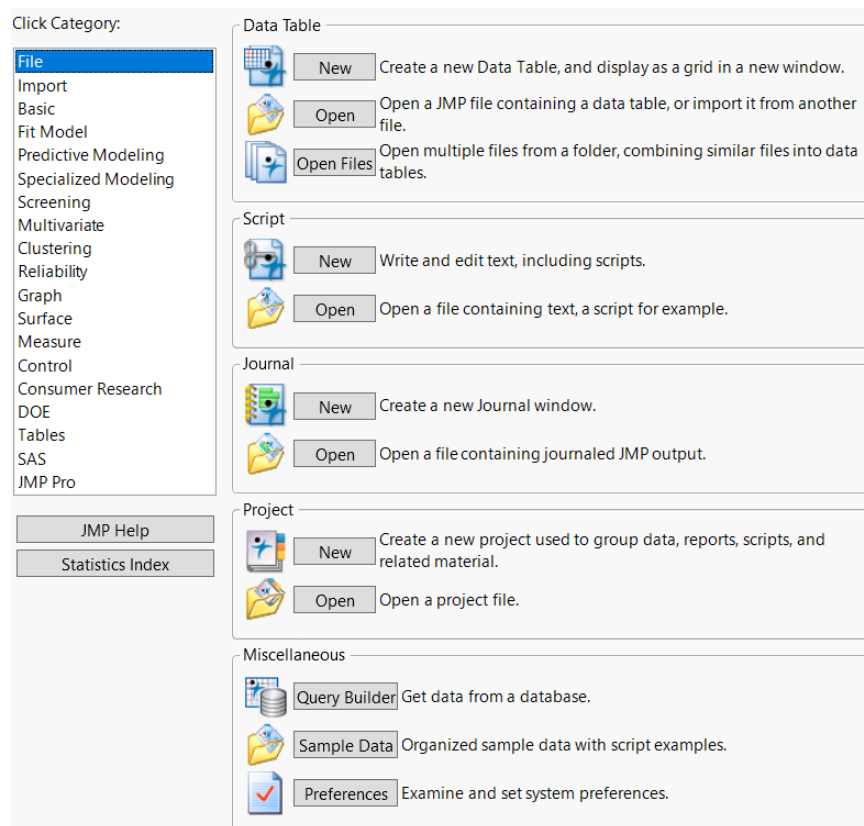 Click Category:
File
Import
Basic
Fit Model
Predictive Modeling
Specialized Modeling
Screening
Multivariate
Clustering
Reliability
Graph
Surface
Measure
Control
Consumer Research
DOE
Tables
SAS
JMP Pro
JMP Help
Statistics Index
Data Table
New Create a new Data Table, and display as a grid in a new window.
Open Open a JMP file containing a data table, or import it from another
file.
Open Files Open multiple files from a folder, combining similar files into data
tables.
Script
New Write and edit text, including scripts.
Open Open a file containing text, a script for example.
Journal
New Create a new Journal window.
Open Open a file containing journaled JMP output.
Project
New Create a new project used to group data, reports, scripts, and
related material.
Open Open a project file.
Miscellaneous
Query Builder Get data from a database.
Sample Data Organized sample data with script examples.
Preferences Examine and set system preferences.